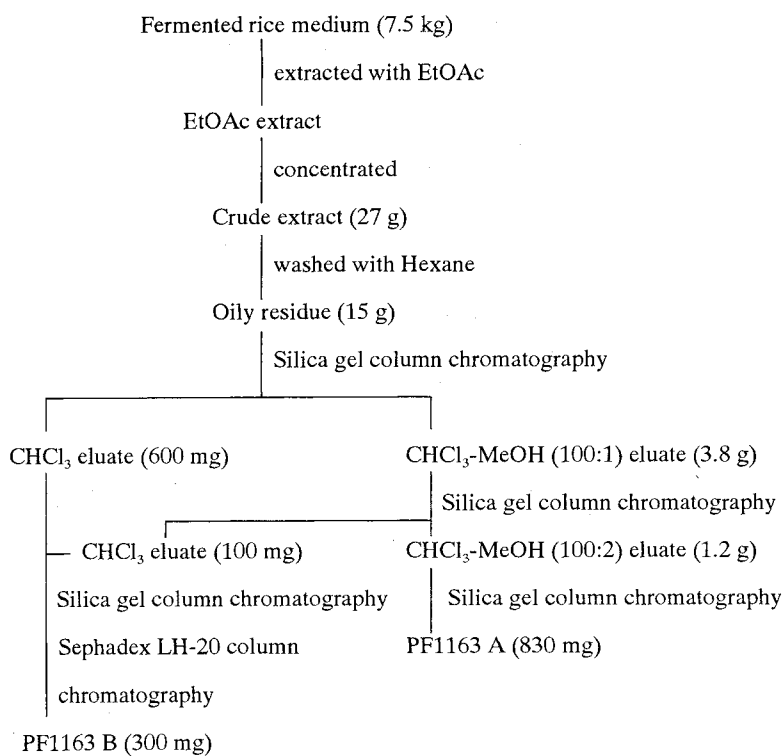 Fermented rice medium (7.5 kg)
extracted with EtOAc
EtOAc extract
concentrated
Crude extract (27 g)
washed with Hexane
Oily residue (15 g)
Silica gel column chromatography
CHCl₃ eluate (600 mg)
CHCl₃-MeOH (100:1) eluate (3.8 g)
Silica gel column chromatography
CHCl₃ eluate (100 mg)
CHCl₃-MeOH (100:2) eluate (1.2 g)
Silica gel column chromatography
Silica gel column chromatography
Sephadex LH-20 column
PF1163 A (830 mg)
chromatography
PF1163 B (300 mg)